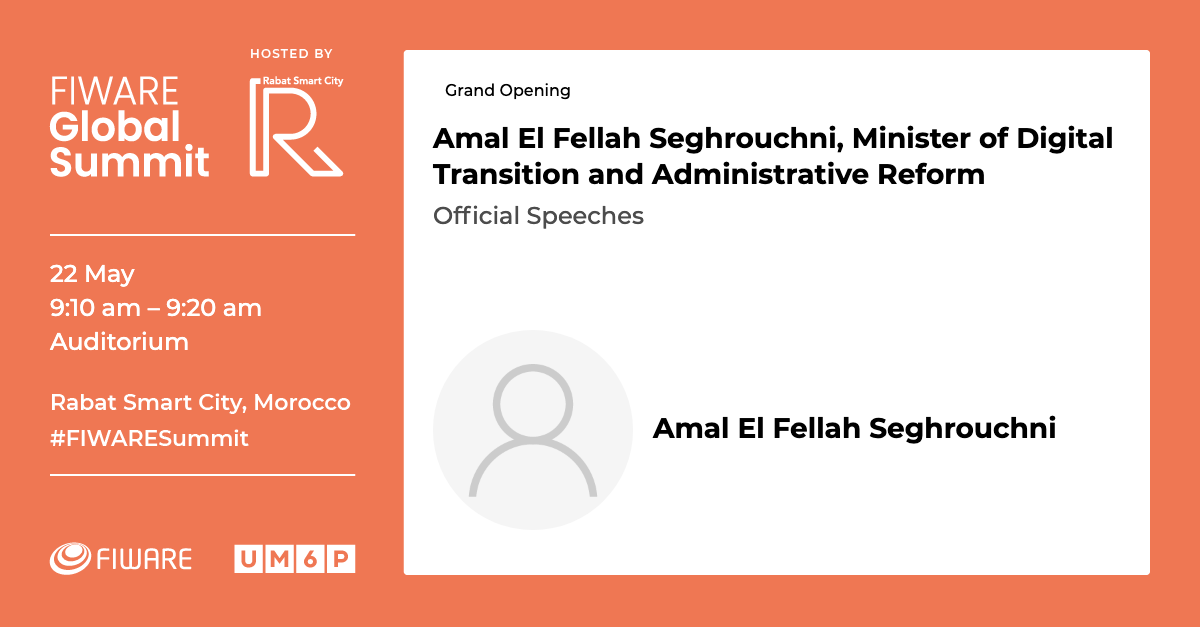 HOSTED BY
FIWARE
Global
Summit
Rabat Smart City
R
22 May
9:10 am – 9:20 am
Auditorium
Rabat Smart City, Morocco
#FIWARESummit
FIWARE
UM6P
Grand Opening
Amal El Fellah Seghrouchni, Minister of Digital
Transition and Administrative Reform
Official Speeches
Amal El Fellah Seghrouchni